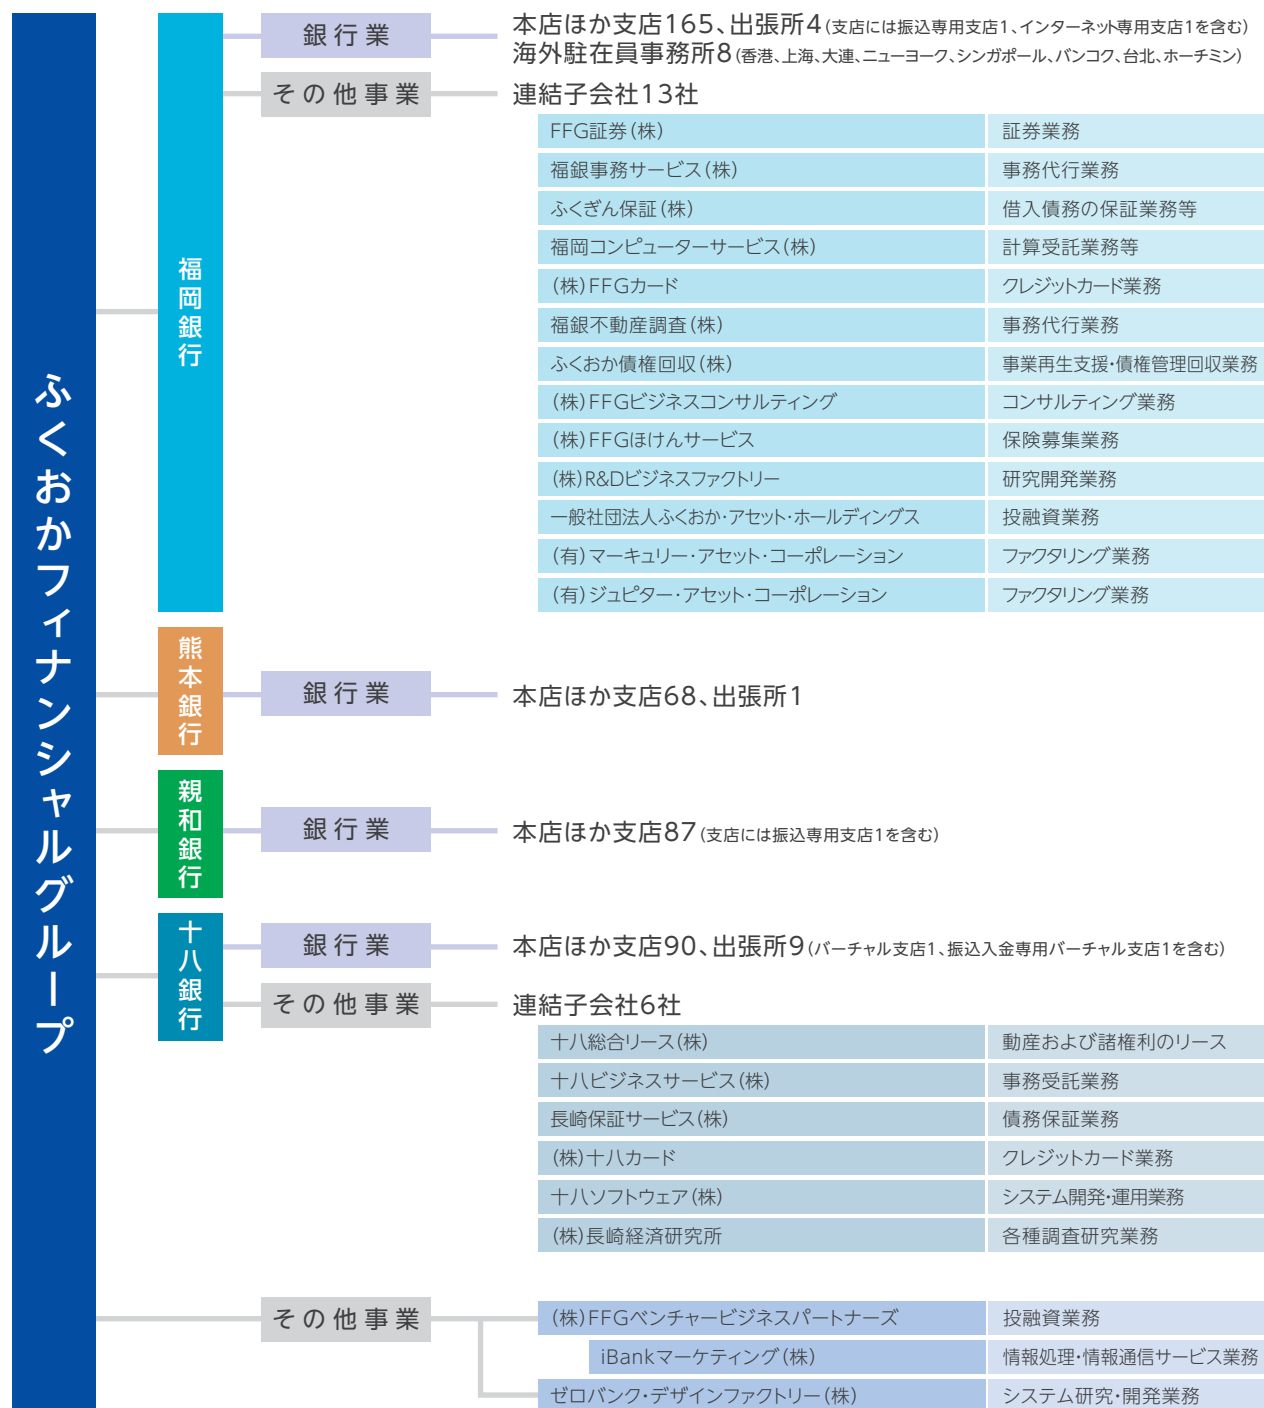 ふくおかフィナンシャルグループ
福岡銀行
銀行業
本店ほか支店165、出張所4(支店には振込専用支店1、インターネット専用支店1を含む)
海外駐在員事務所8(香港、上海、大連、ニューヨーク、シンガポール、バンコク、台北、ホーチミン)
その他事業
連結子会社13社
FFG証券(株) 証券業務
福銀事務サービス(株) 事務代行業務
ふくぎん保証(株) 借入債務の保証業務等
福岡コンピューターサービス(株) 計算受託業務等
(株)FFGカード クレジットカード業務
福銀不動産調査(株) 事務代行業務
ふくおか債権回収(株) 事業再生支援・債権管理回収業務
(株)FFGビジネスコンサルティング コンサルティング業務
(株)FFGほけんサービス 保険募集業務
(株)R&Dビジネスファクトリー 研究開発業務
一般社団法人ふくおか・アセット・ホールディングス 投融資業務
(有)マーキュリー・アセット・コーポレーション ファクタリング業務
(有)ジュピター・アセット・コーポレーション ファクタリング業務
熊本銀行
銀行業
本店ほか支店68、出張所1
親和銀行
銀行業
本店ほか支店87(支店には振込専用支店1を含む)
十八銀行
銀行業
本店ほか支店90、出張所9(バーチャル支店1、振込入金専用バーチャル支店1を含む)
その他事業
連結子会社6社
十八総合リース(株) 動産および諸権利のリース
十八ビジネスサービス(株) 事務受託業務
長崎保証サービス(株) 債務保証業務
(株)十八カード クレジットカード業務
十八ソフトウェア(株) システム開発・運用業務
(株)長崎経済研究所 各種調査研究業務
その他事業
(株)FFGベンチャービジネスパートナーズ 投融資業務
iBankマーケティング(株) 情報処理・情報通信サービス業務
ゼロバンク・デザインファクトリー(株) システム研究・開発業務